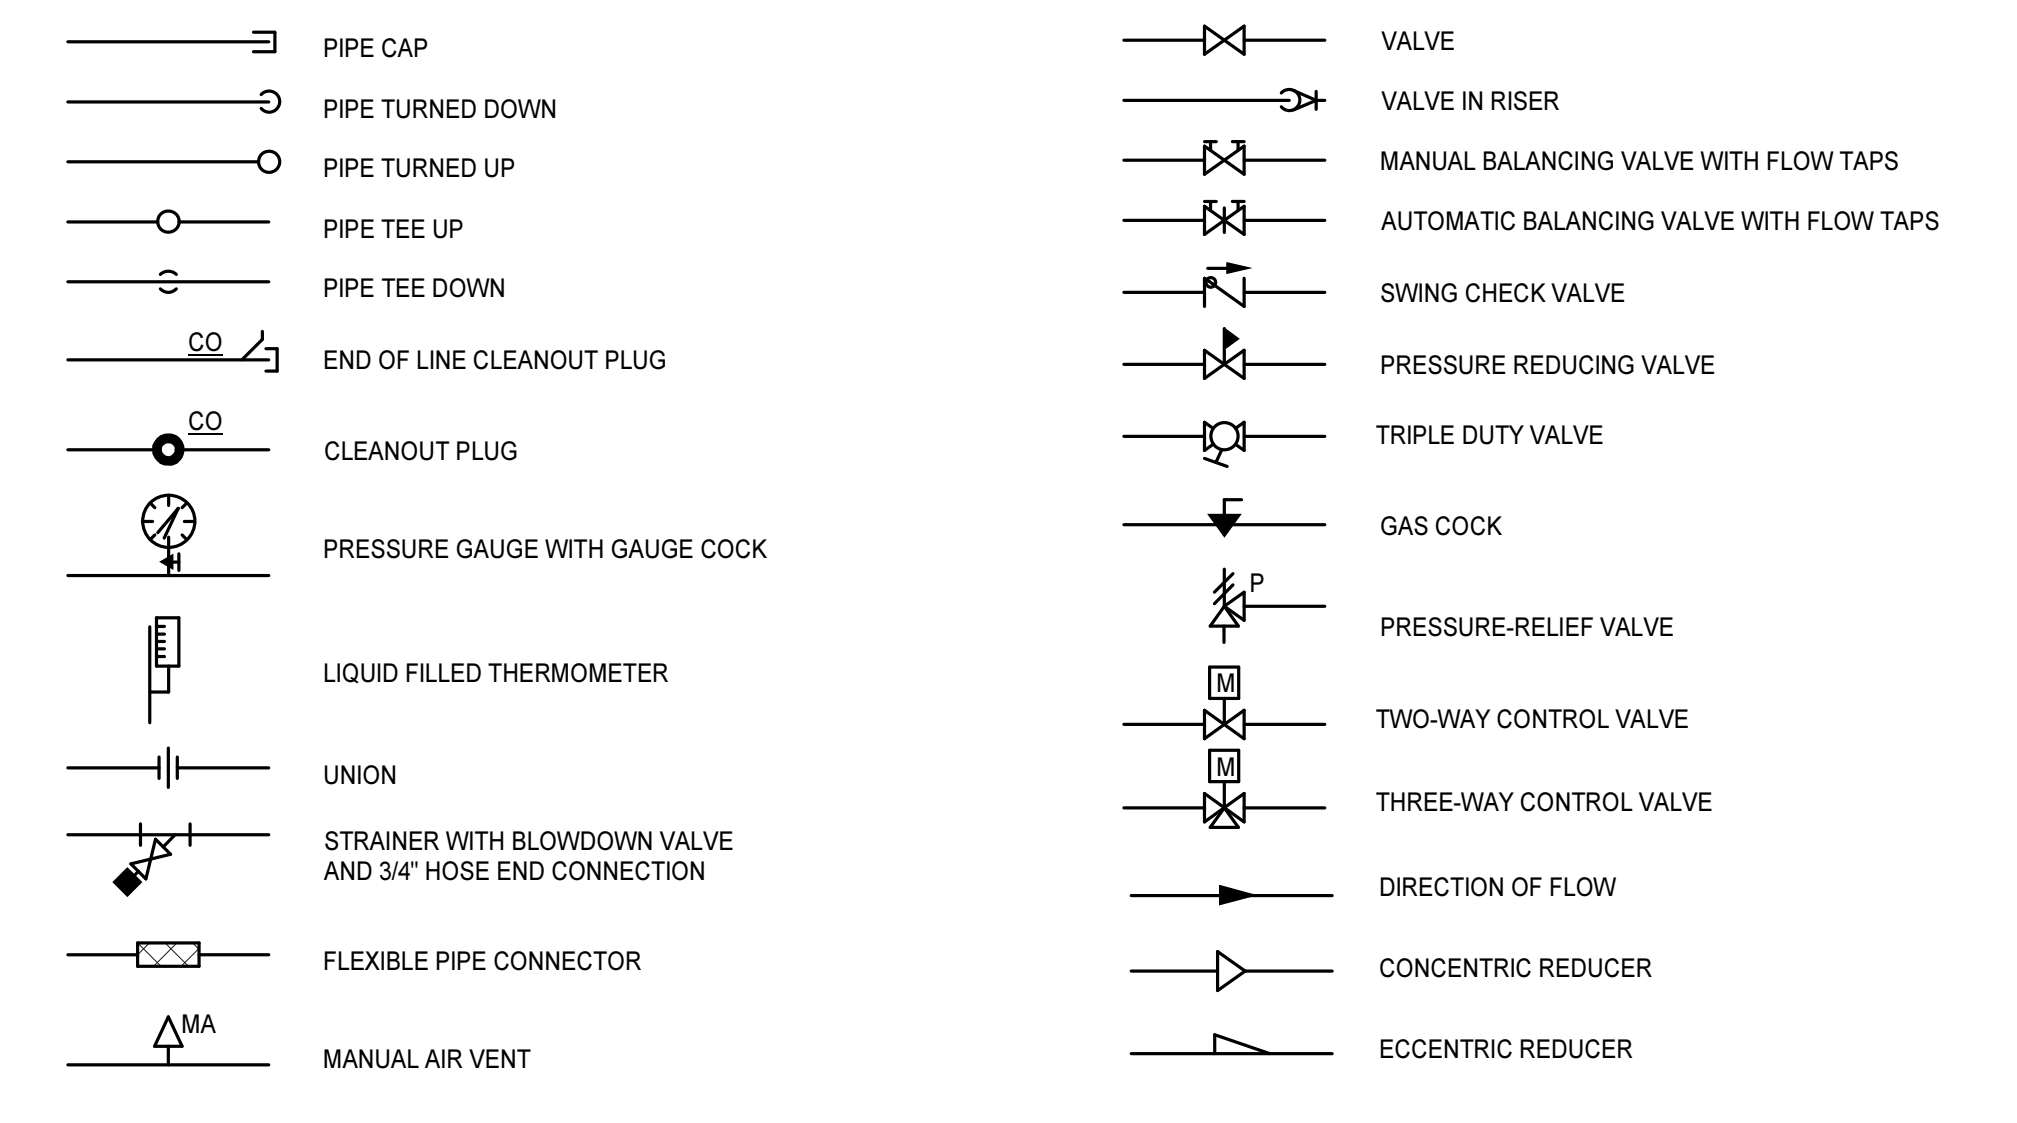 PIPE CAP
PIPE TURNED DOWN
PIPE TURNED UP
PIPE TEE UP
PIPE TEE DOWN
CO
END OF LINE CLEANOUT PLUG
CO
CLEANOUT PLUG
PRESSURE GAUGE WITH GAUGE COCK
LIQUID FILLED THERMOMETER
UNION
STRAINER WITH BLOWDOWN VALVE
AND 3/4" HOSE END CONNECTION
FLEXIBLE PIPE CONNECTOR
MA
MANUAL AIR VENT
VALVE
VALVE IN RISER
MANUAL BALANCING VALVE WITH FLOW TAPS
AUTOMATIC BALANCING VALVE WITH FLOW TAPS
SWING CHECK VALVE
PRESSURE REDUCING VALVE
TRIPLE DUTY VALVE
GAS COCK
P
PRESSURE-RELIEF VALVE
M
TWO-WAY CONTROL VALVE
M
THREE-WAY CONTROL VALVE
DIRECTION OF FLOW
CONCENTRIC REDUCER
ECCENTRIC REDUCER